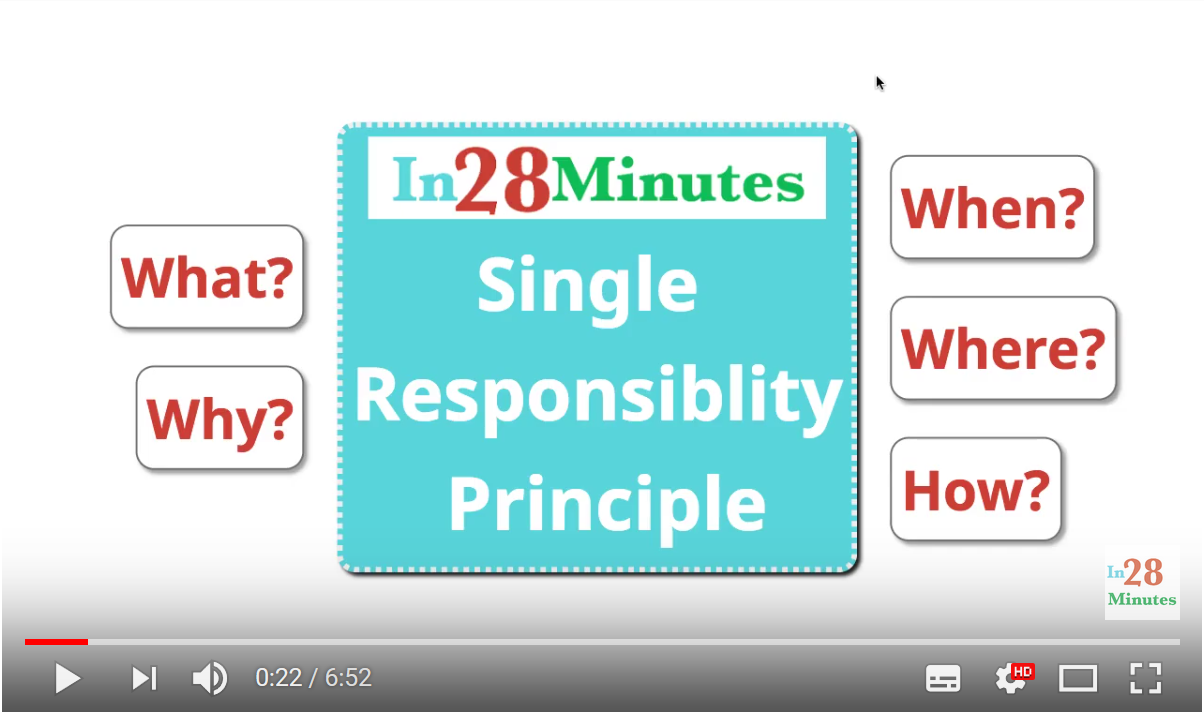 In28Minutes
Single
Responsiblity
Principle
What?
Why?
When?
Where?
How?
In28
Minutes
0:22 / 6:52
HD